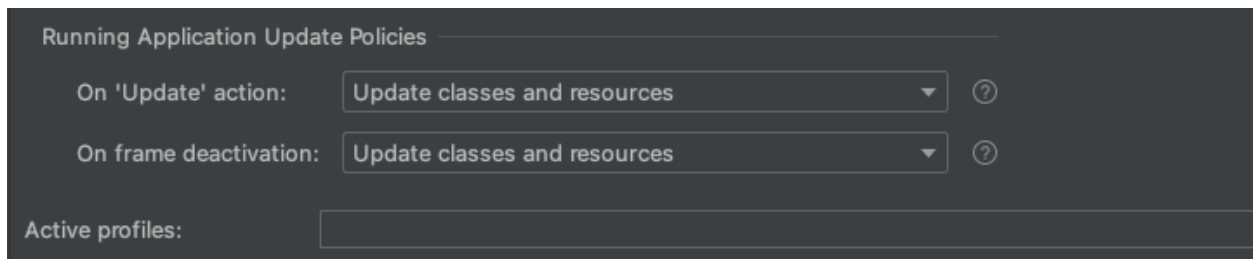 Running Application Update Policies
On 'Update' action: Update classes and resources ?
On frame deactivation: Update classes and resources ?
Active profiles: